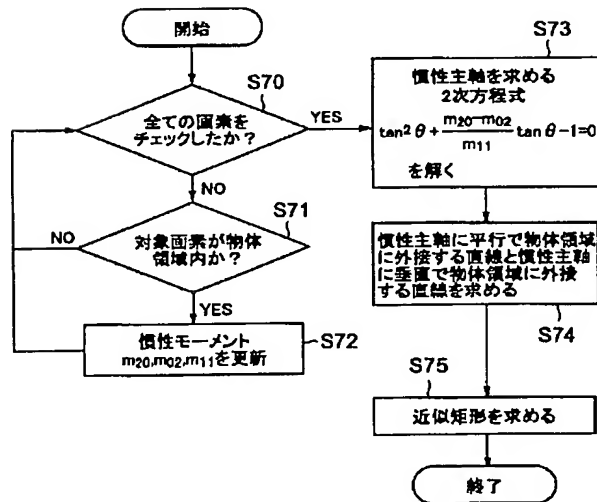 開始
S70
全ての画素を
チェックしたか？
YES
NO
S71
対象画素が物体
領域内か？
NO
YES
慣性モーメント
m20,m02,m11を更新
S72
S73
慣性主軸を求める
2次方程式
tan²θ+(m20-m02)/m11 tanθ-1=0
を解く
慣性主軸に平行で物体領域
に外接する直線と慣性主軸
に垂直で物体領域に外接
する直線を求める
S74
S75
近似矩形を求める
終了